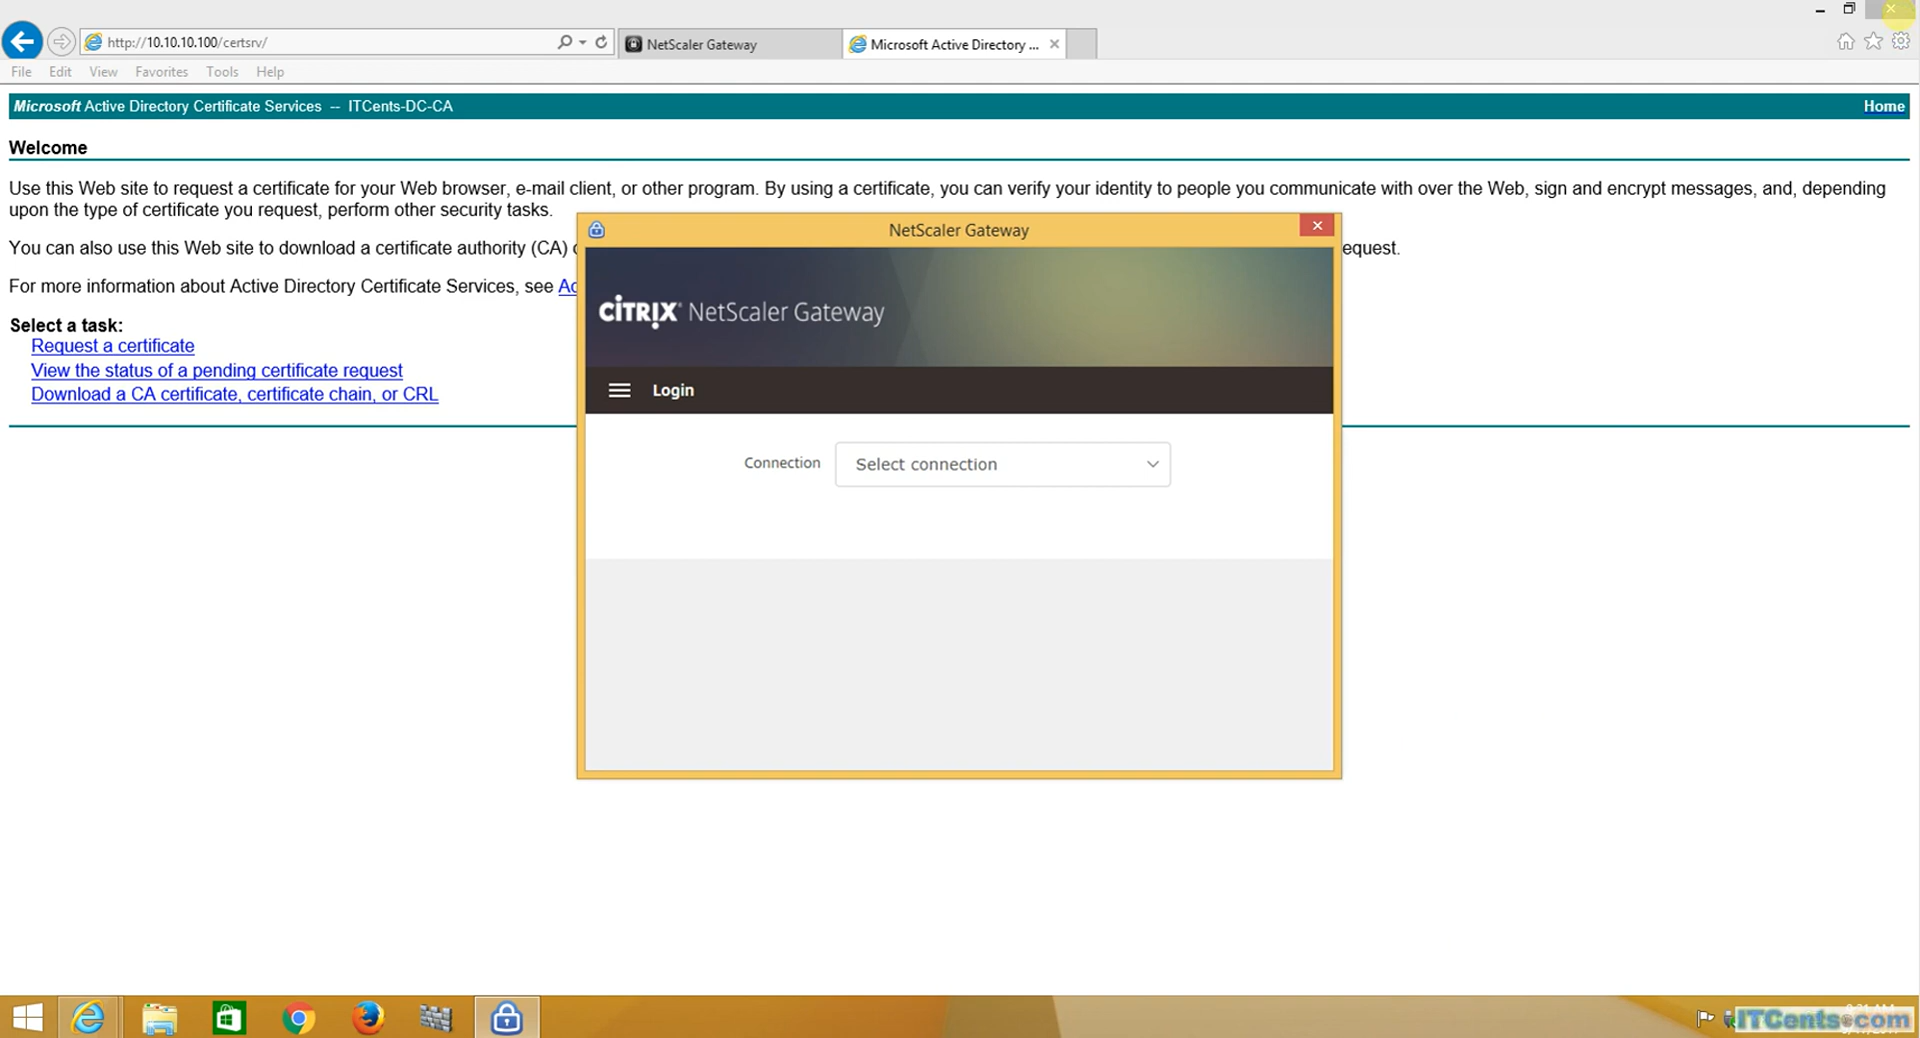 http://10.10.10.100/certsrv/
NetScaler Gateway
Microsoft Active Directory ...
File Edit View Favorites Tools Help
Microsoft Active Directory Certificate Services -- ITCents-DC-CA
Home
Welcome
Use this Web site to request a certificate for your Web browser, e-mail client, or other program. By using a certificate, you can verify your identity to people you communicate with over the Web, sign and encrypt messages, and, depending
upon the type of certificate you request, perform other security tasks.
You can also use this Web site to download a certificate authority (CA)
equest.
For more information about Active Directory Certificate Services, see
Select a task:
Request a certificate
View the status of a pending certificate request
Download a CA certificate, certificate chain, or CRL
NetScaler Gateway
CITRIX NetScaler Gateway
Login
Connection
Select connection
ITCents.com